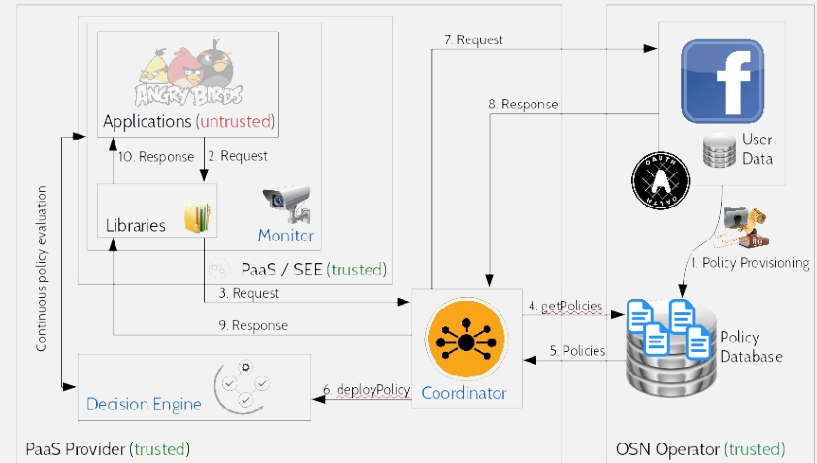 7. Request
8. Response
ANGRY BIRDS
Applications (untrusted)
10. Response
2. Request
Libraries
Monitor
PaaS / SEE (trusted)
3. Request
9. Response
Continuous policy evaluation
Decision Engine
6. deployPolicy
Coordinator
4. getPolicies
5. Policies
PaaS Provider (trusted)
f
User
Data
OAUTH
A
OAUTH
1. Policy Provisioning
Policy
Database
OSN Operator (trusted)